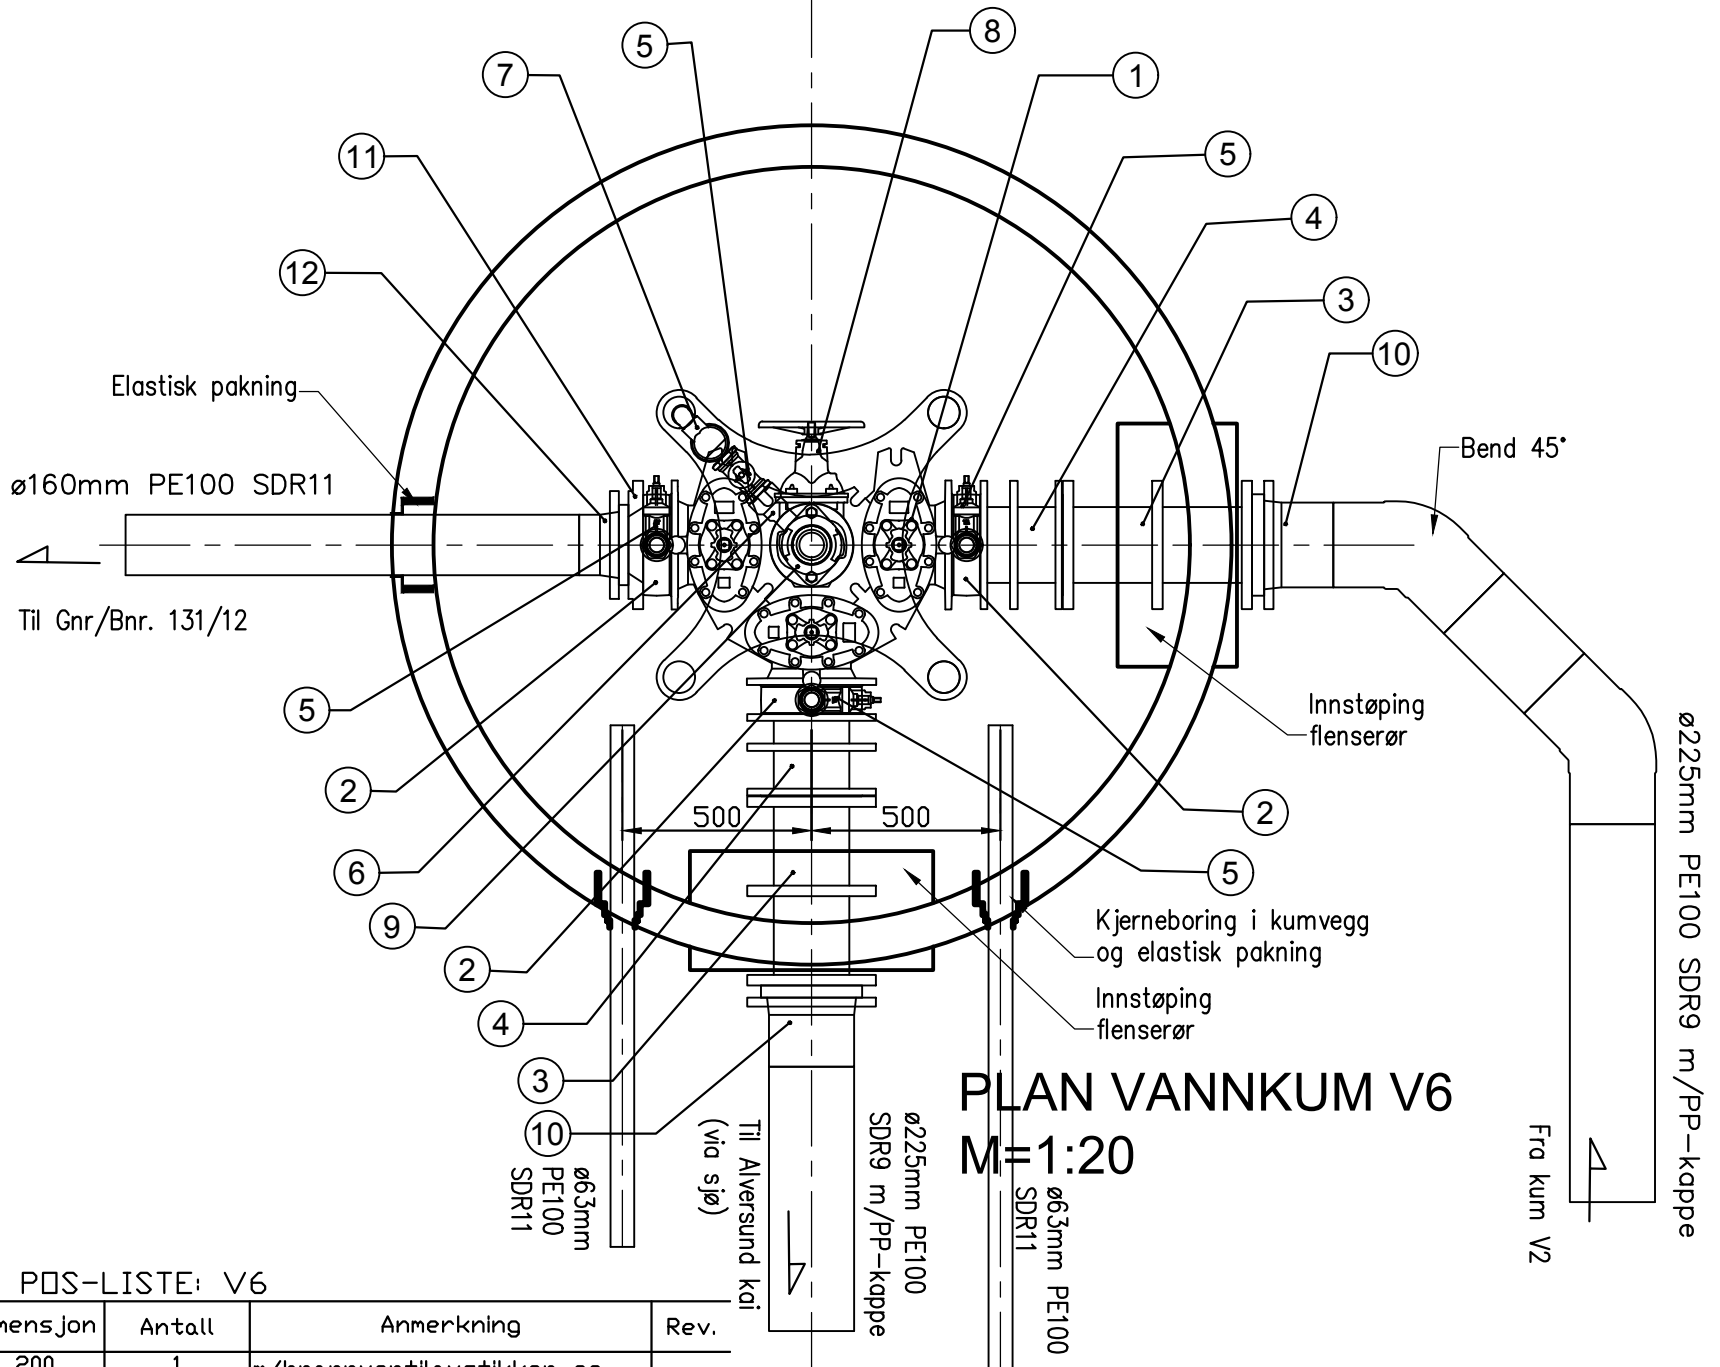 5
8
7
1
11
5
4
12
3
10
Elastisk pakning
Bend 45°
ø160mm PE100 SDR11
Til Gnr/Bnr. 131/12
5
Innstøping
flenserør
2
500
500
2
6
5
9
Kjerneboring i kumvegg
og elastisk pakning
2
Innstøping
flenserør
4
3
10
PLAN VANNKUM V6
M=1:20
ø225mm PE100 SDR9 m/PP-kappe
Fra kum V2
ø63mm
PE100
SDR11
Til Alversund kai
(via sjø)
ø225mm PE100
SDR9 m/PP-kappe
ø63mm PE100
SDR11
POS-LISTE: V6
Antall
Anmerkning
Rev.
200
1